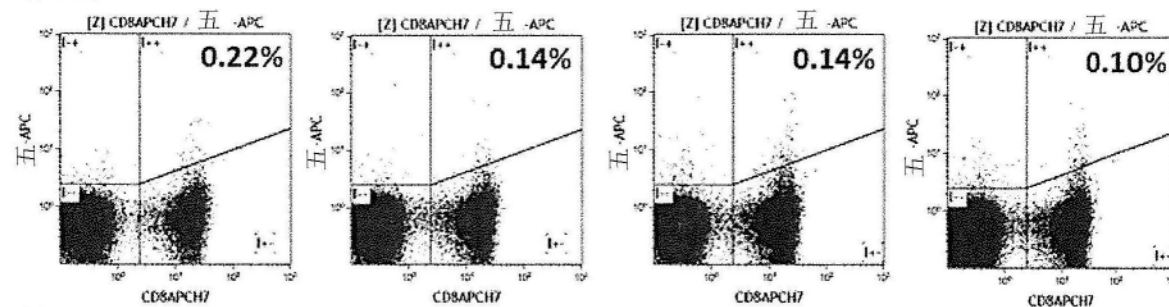 [Z] CD8APCH7 / 五 -APC
I-+
I++
0.22%
五 -APC
I--
I+-
CD8APCH7
[Z] CD8APCH7 / 五 -APC
I-+
I++
0.14%
五 -APC
I--
I+-
CD8APCH7
[Z] CD8APCH7 / 五 -APC
I-+
I++
0.14%
五 -APC
I--
I+-
CD8APCH7
[Z] CD8APCH7 / 五 -APC
I-+
I++
0.10%
五 -APC
I--
I+-
CD8APCH7